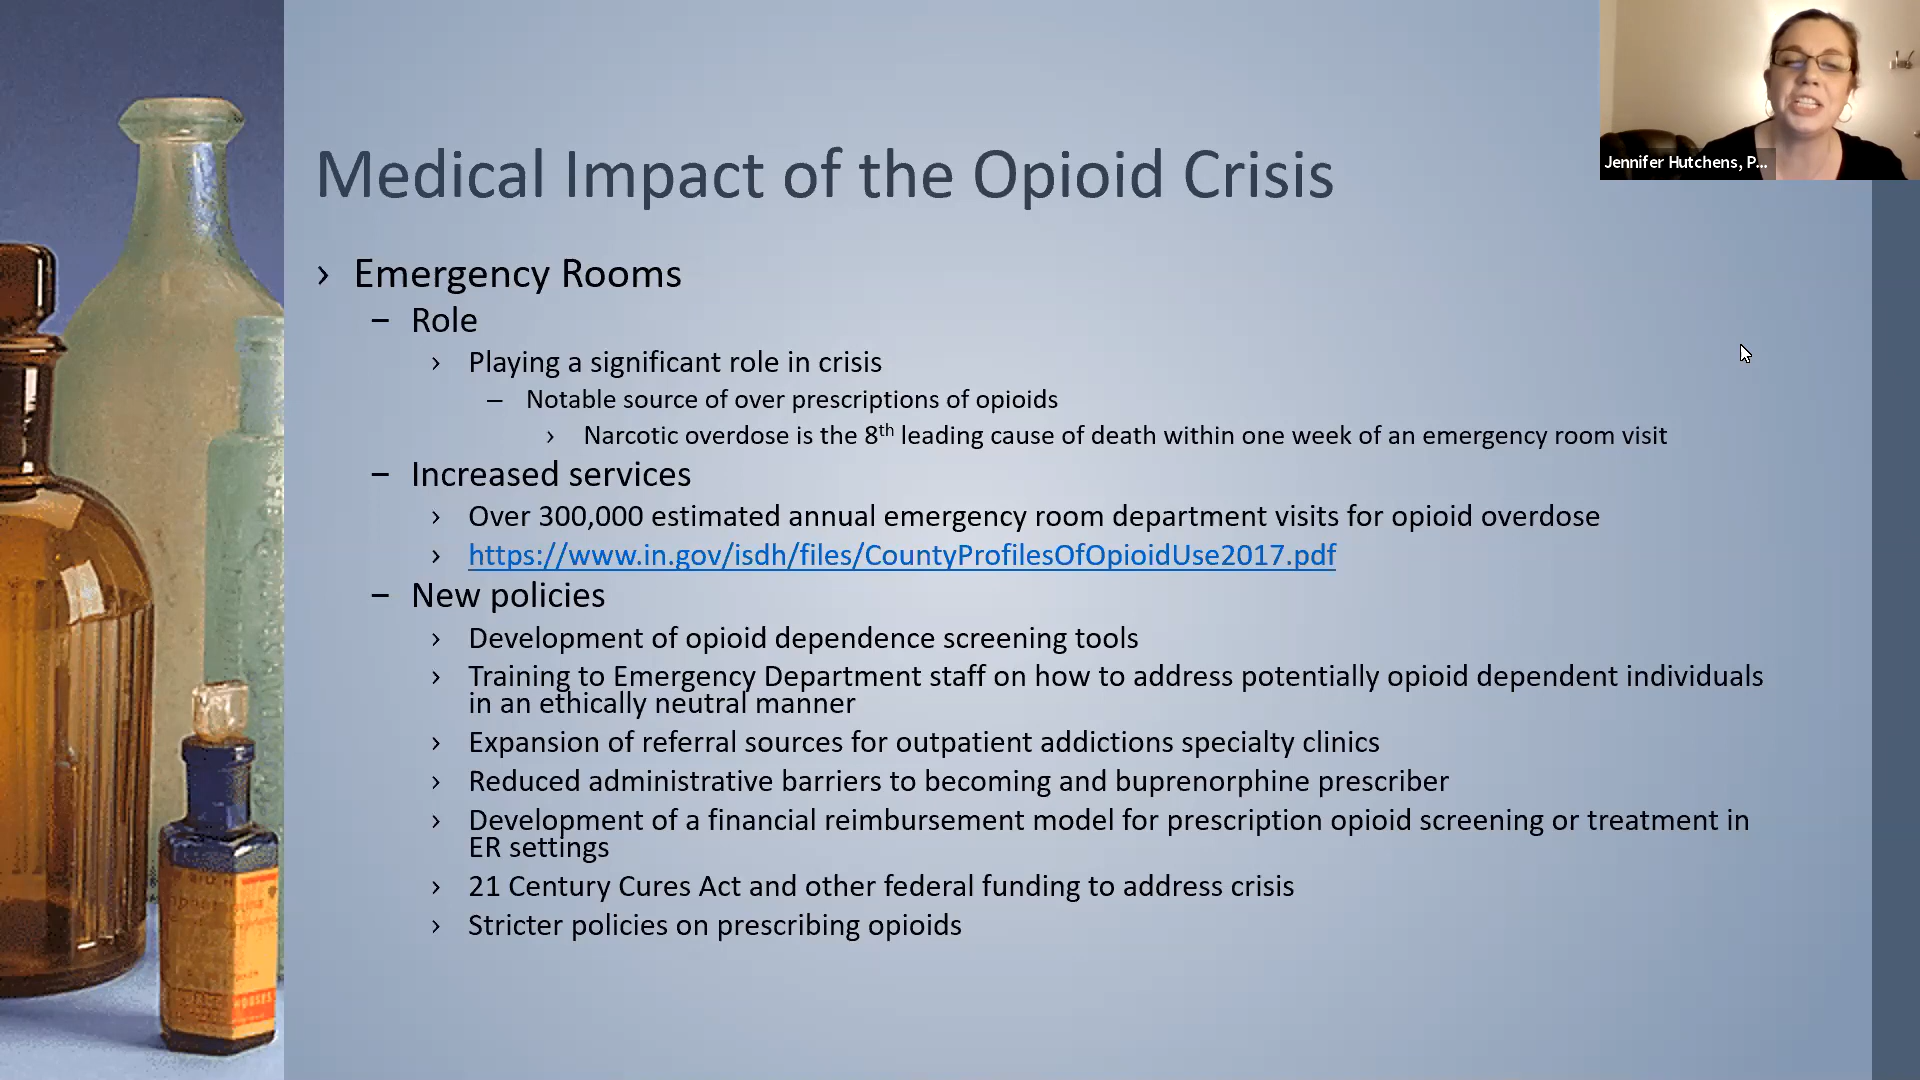 Jennifer Hutchens, P...
Medical Impact of the Opioid Crisis
› Emergency Rooms
– Role
› Playing a significant role in crisis
– Notable source of over prescriptions of opioids
› Narcotic overdose is the 8th leading cause of death within one week of an emergency room visit
– Increased services
› Over 300,000 estimated annual emergency room department visits for opioid overdose
› https://www.in.gov/isdh/files/CountyProfilesOfOpioidUse2017.pdf
– New policies
› Development of opioid dependence screening tools
› Training to Emergency Department staff on how to address potentially opioid dependent individuals
in an ethically neutral manner
› Expansion of referral sources for outpatient addictions specialty clinics
› Reduced administrative barriers to becoming and buprenorphine prescriber
› Development of a financial reimbursement model for prescription opioid screening or treatment in
ER settings
› 21 Century Cures Act and other federal funding to address crisis
› Stricter policies on prescribing opioids